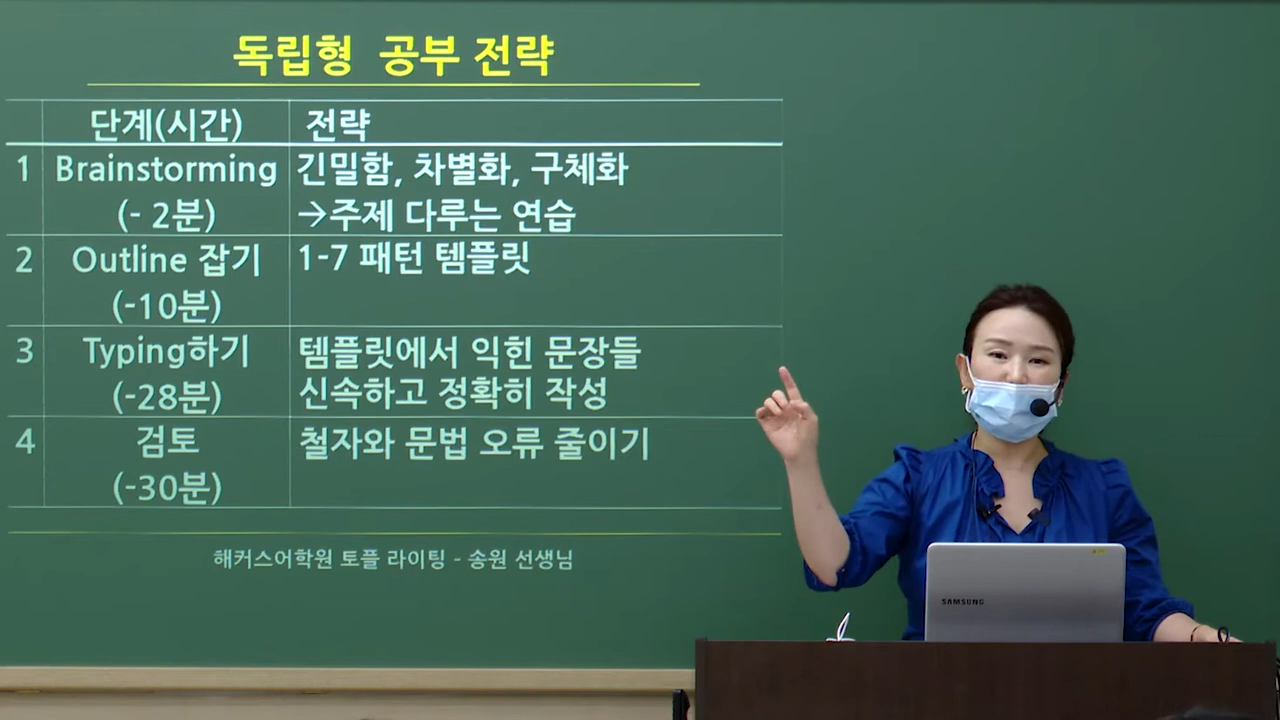 독립형 공부 전략
단계(시간) 전략
1 Brainstorming 긴밀함, 차별화, 구체화
(- 2분) →주제 다루는 연습
2 Outline 잡기 1-7 패턴 템플릿
(-10분)
3 Typing하기 템플릿에서 익힌 문장들
(-28분) 신속하고 정확히 작성
4 검토 철자와 문법 오류 줄이기
(-30분)
해커스어학원 토플 라이팅 - 송원 선생님
SAMSUNG